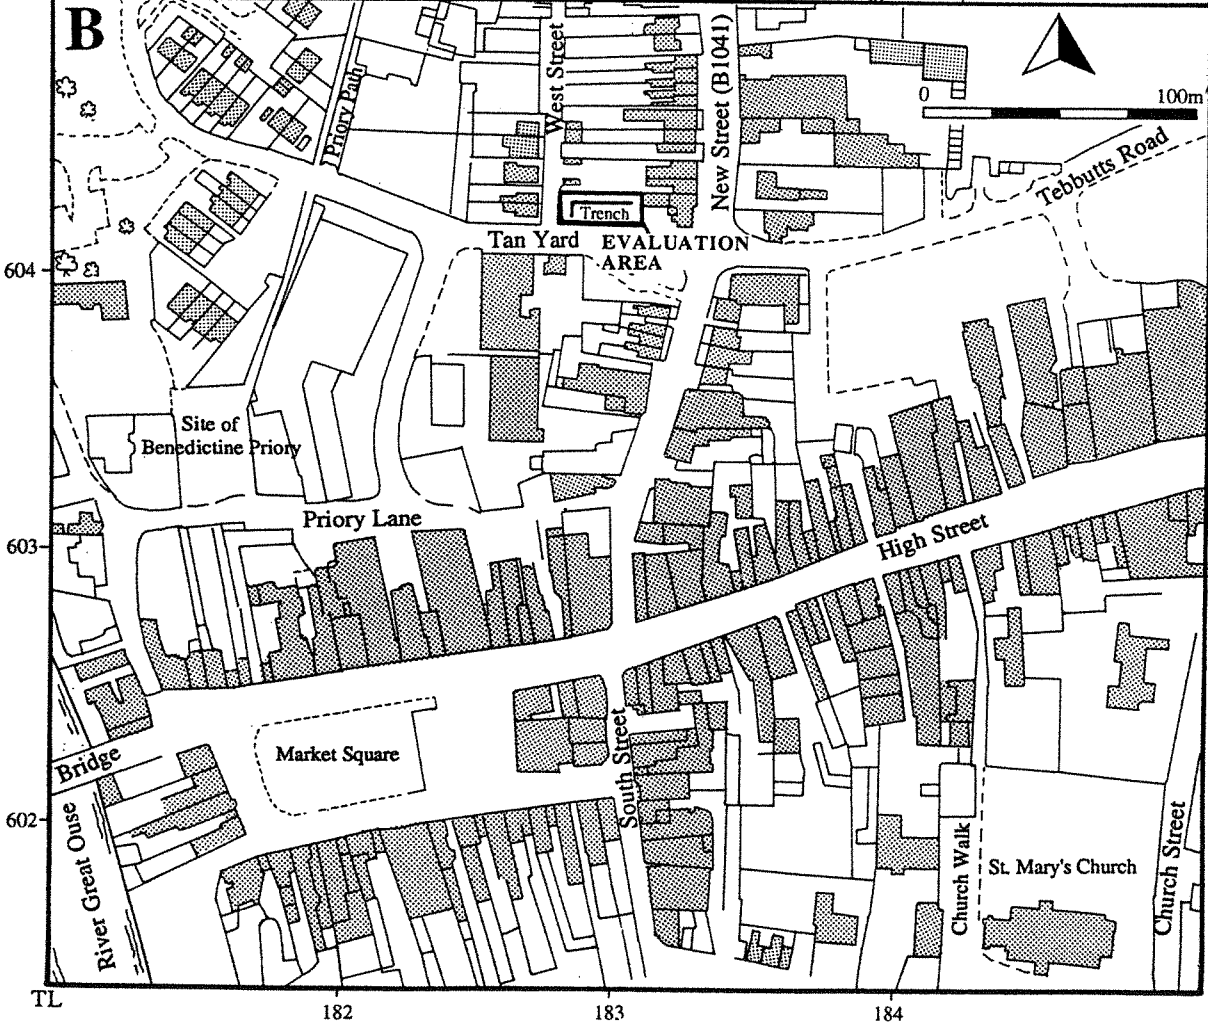 B
Priory Path
West Street
New Street (B1041)
0
100m
Tebbutts Road
Trench
Tan Yard
EVALUATION
AREA
604
Site of
Benedictine Priory
Priory Lane
High Street
603
Bridge
Market Square
South Street
602
River Great Ouse
Church Walk
St. Mary's Church
Church Street
TL
182
183
184